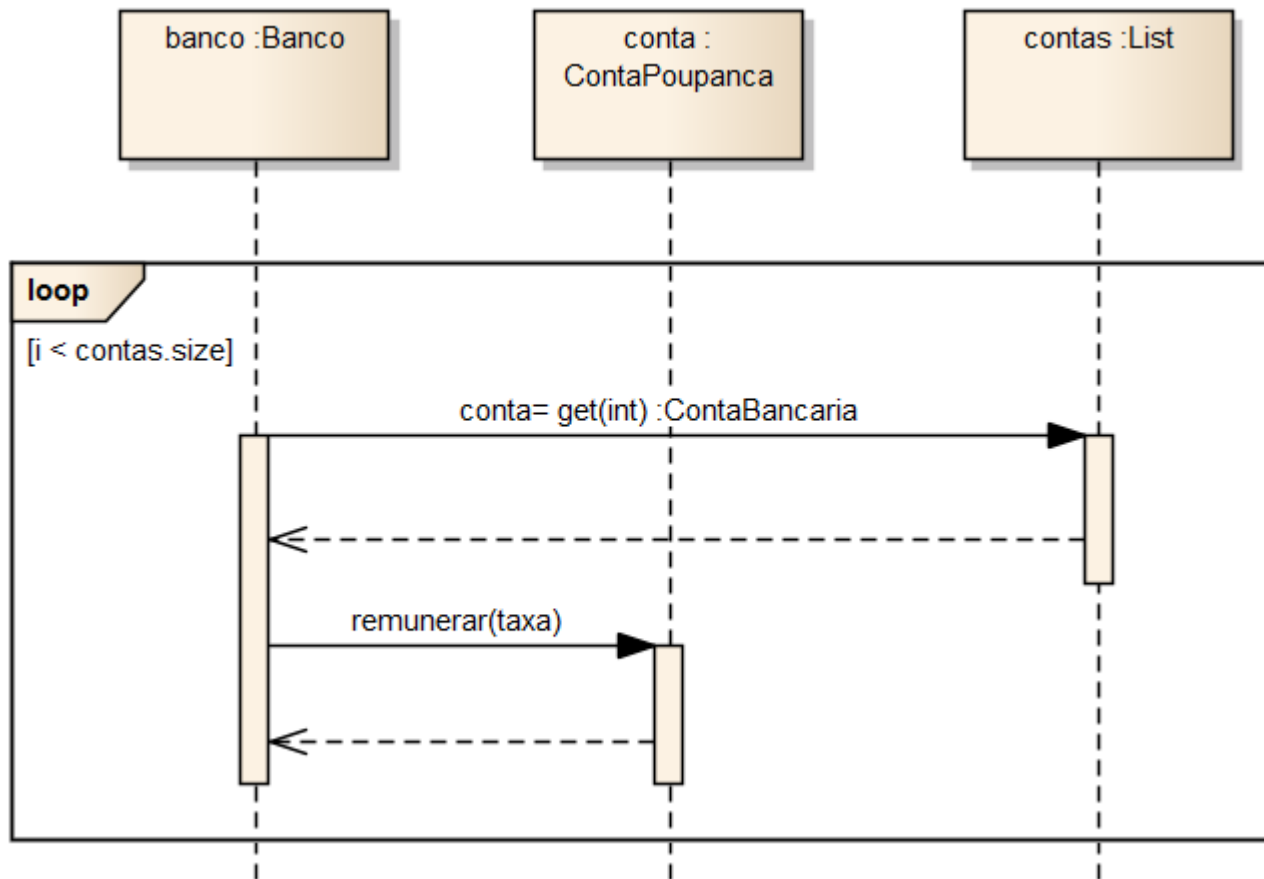 banco :Banco
conta :
ContaPoupanca
contas :List
loop
[i < contas.size]
conta= get(int) :ContaBancaria
remunerar(taxa)